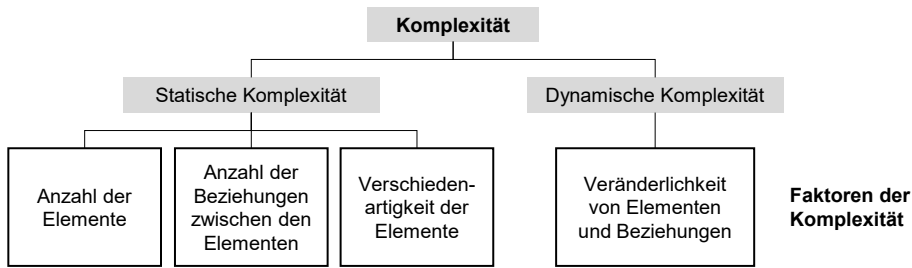 Komplexität
Statische Komplexität
Dynamische Komplexität
Anzahl der
Elemente
Anzahl der
Beziehungen
zwischen den
Elementen
Verschieden-
artigkeit der
Elemente
Veränderlichkeit
von Elementen
und Beziehungen
Faktoren der
Komplexität